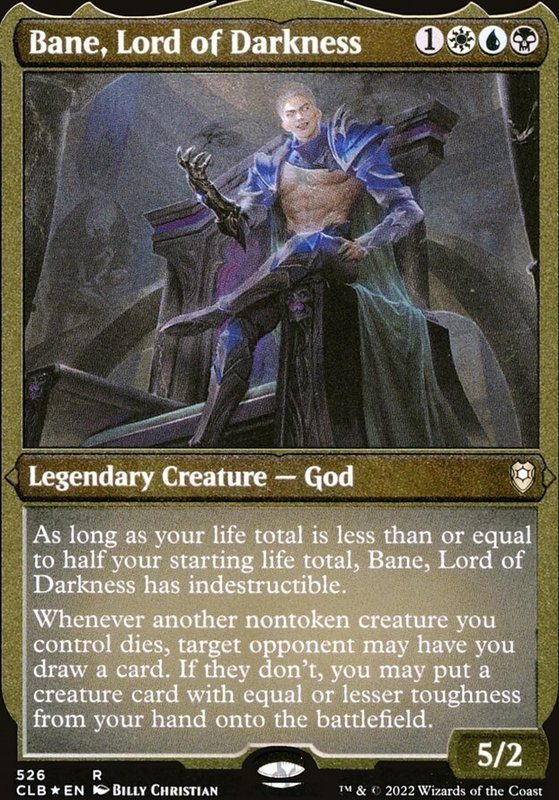 Bane, Lord of Darkness 1
Legendary Creature — God
As long as your life total is less than or equal
to half your starting life total, Bane, Lord of
Darkness has indestructible.
Whenever another nontoken creature you
control dies, target opponent may have you
draw a card. If they don't, you may put a
creature card with equal or lesser toughness
from your hand onto the battlefield.
5/2
526 R
CLB★EN Billy Christian
™ & © 2022 Wizards of the Coast